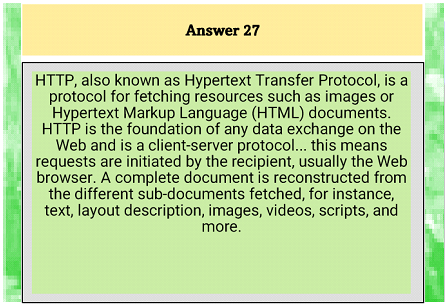 Answer 27
HTTP, also known as Hypertext Transfer Protocol, is a
protocol for fetching resources such as images or
Hypertext Markup Language (HTML) documents.
HTTP is the foundation of any data exchange on the
Web and is a client-server protocol... this means
requests are initiated by the recipient, usually the Web
browser. A complete document is reconstructed from
the different sub-documents fetched, for instance,
text, layout description, images, videos, scripts, and
more.